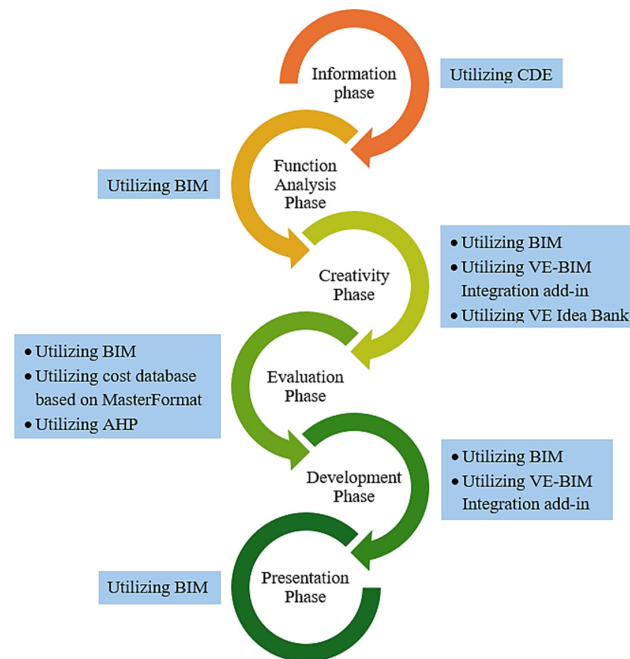 Information
phase
Utilizing CDE
Function
Analysis
Phase
Utilizing BIM
Creativity
Phase
• Utilizing BIM
• Utilizing VE-BIM
Integration add-in
• Utilizing VE Idea Bank
• Utilizing BIM
• Utilizing cost database
based on MasterFormat
• Utilizing AHP
Evaluation
Phase
Development
Phase
• Utilizing BIM
• Utilizing VE-BIM
Integration add-in
Utilizing BIM
Presentation
Phase